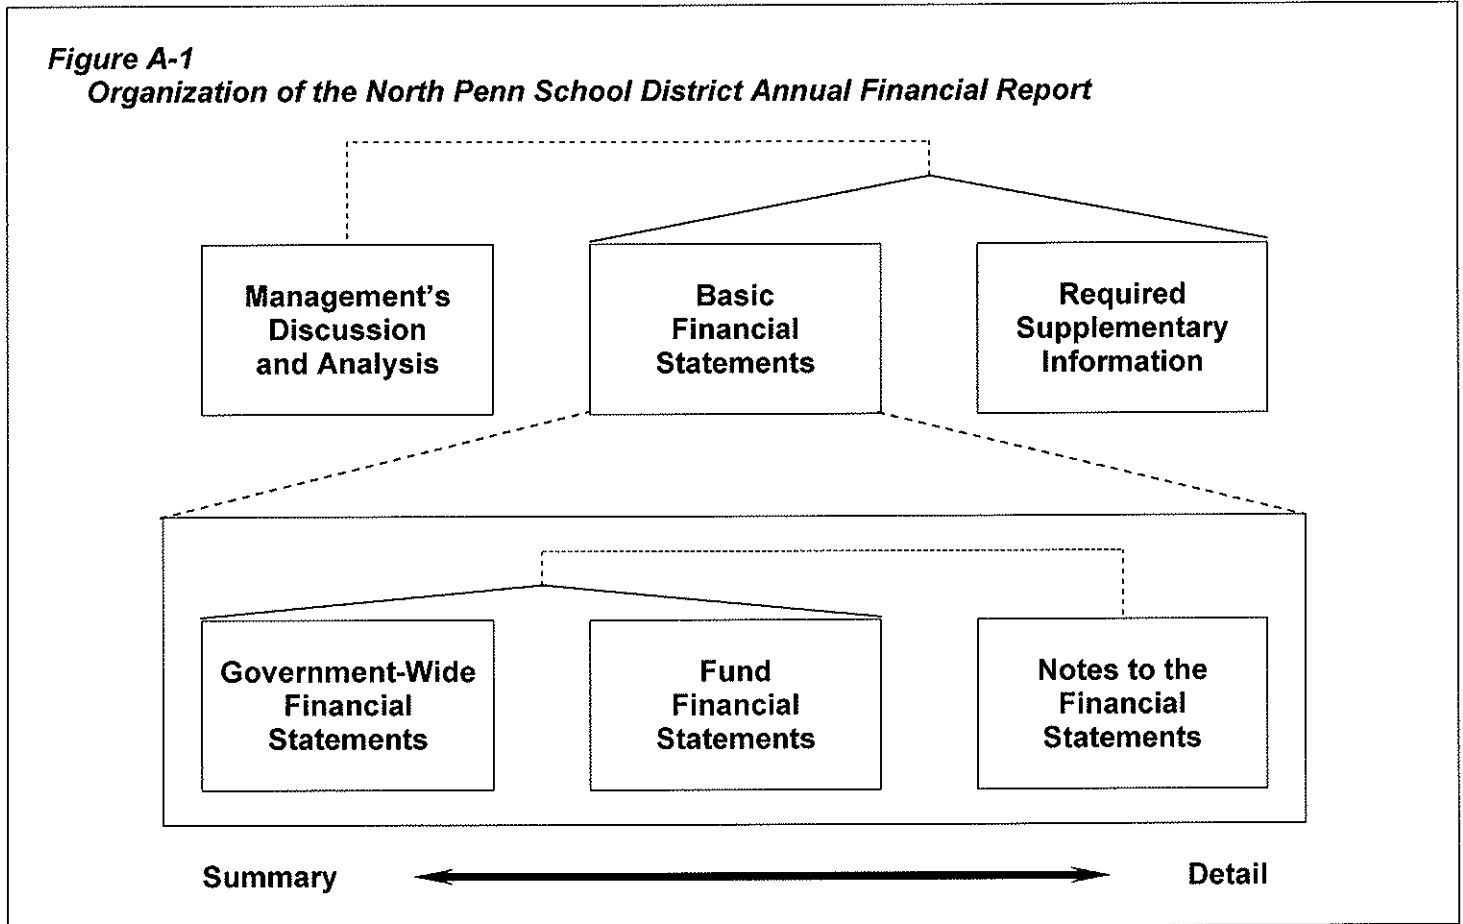 Figure A-1
Organization of the North Penn School District Annual Financial Report
Management's
Discussion
and Analysis
Basic
Financial
Statements
Required
Supplementary
Information
Government-Wide
Financial
Statements
Fund
Financial
Statements
Notes to the
Financial
Statements
Summary
Detail